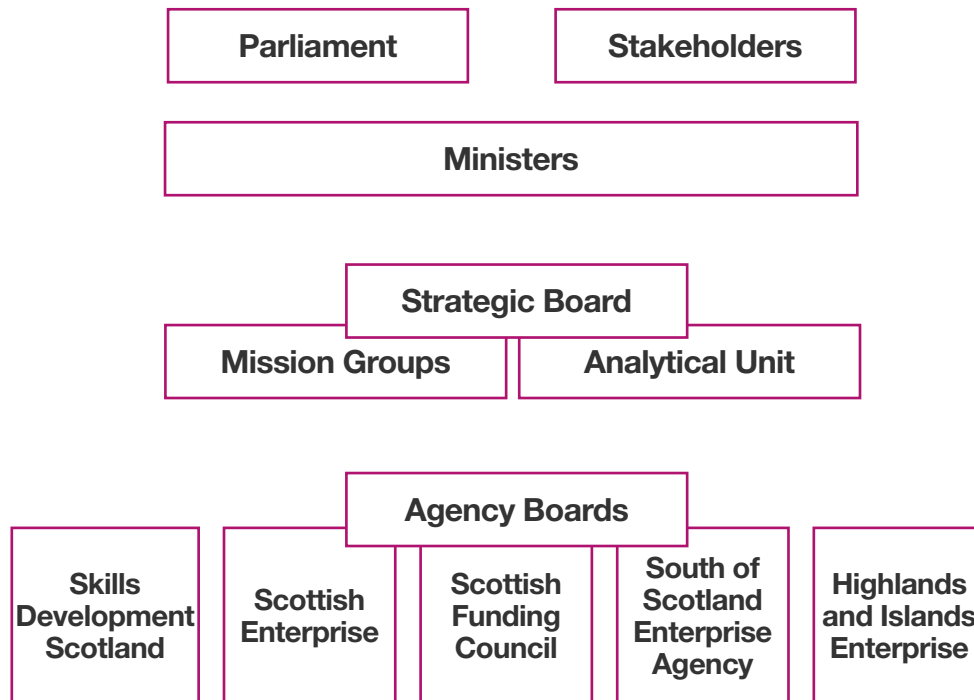 Parliament
Stakeholders
Ministers
Strategic Board
Mission Groups
Analytical Unit
Agency Boards
Skills
Development
Scotland
Scottish
Enterprise
Scottish
Funding
Council
South of
Scotland
Enterprise
Agency
Highlands
and Islands
Enterprise